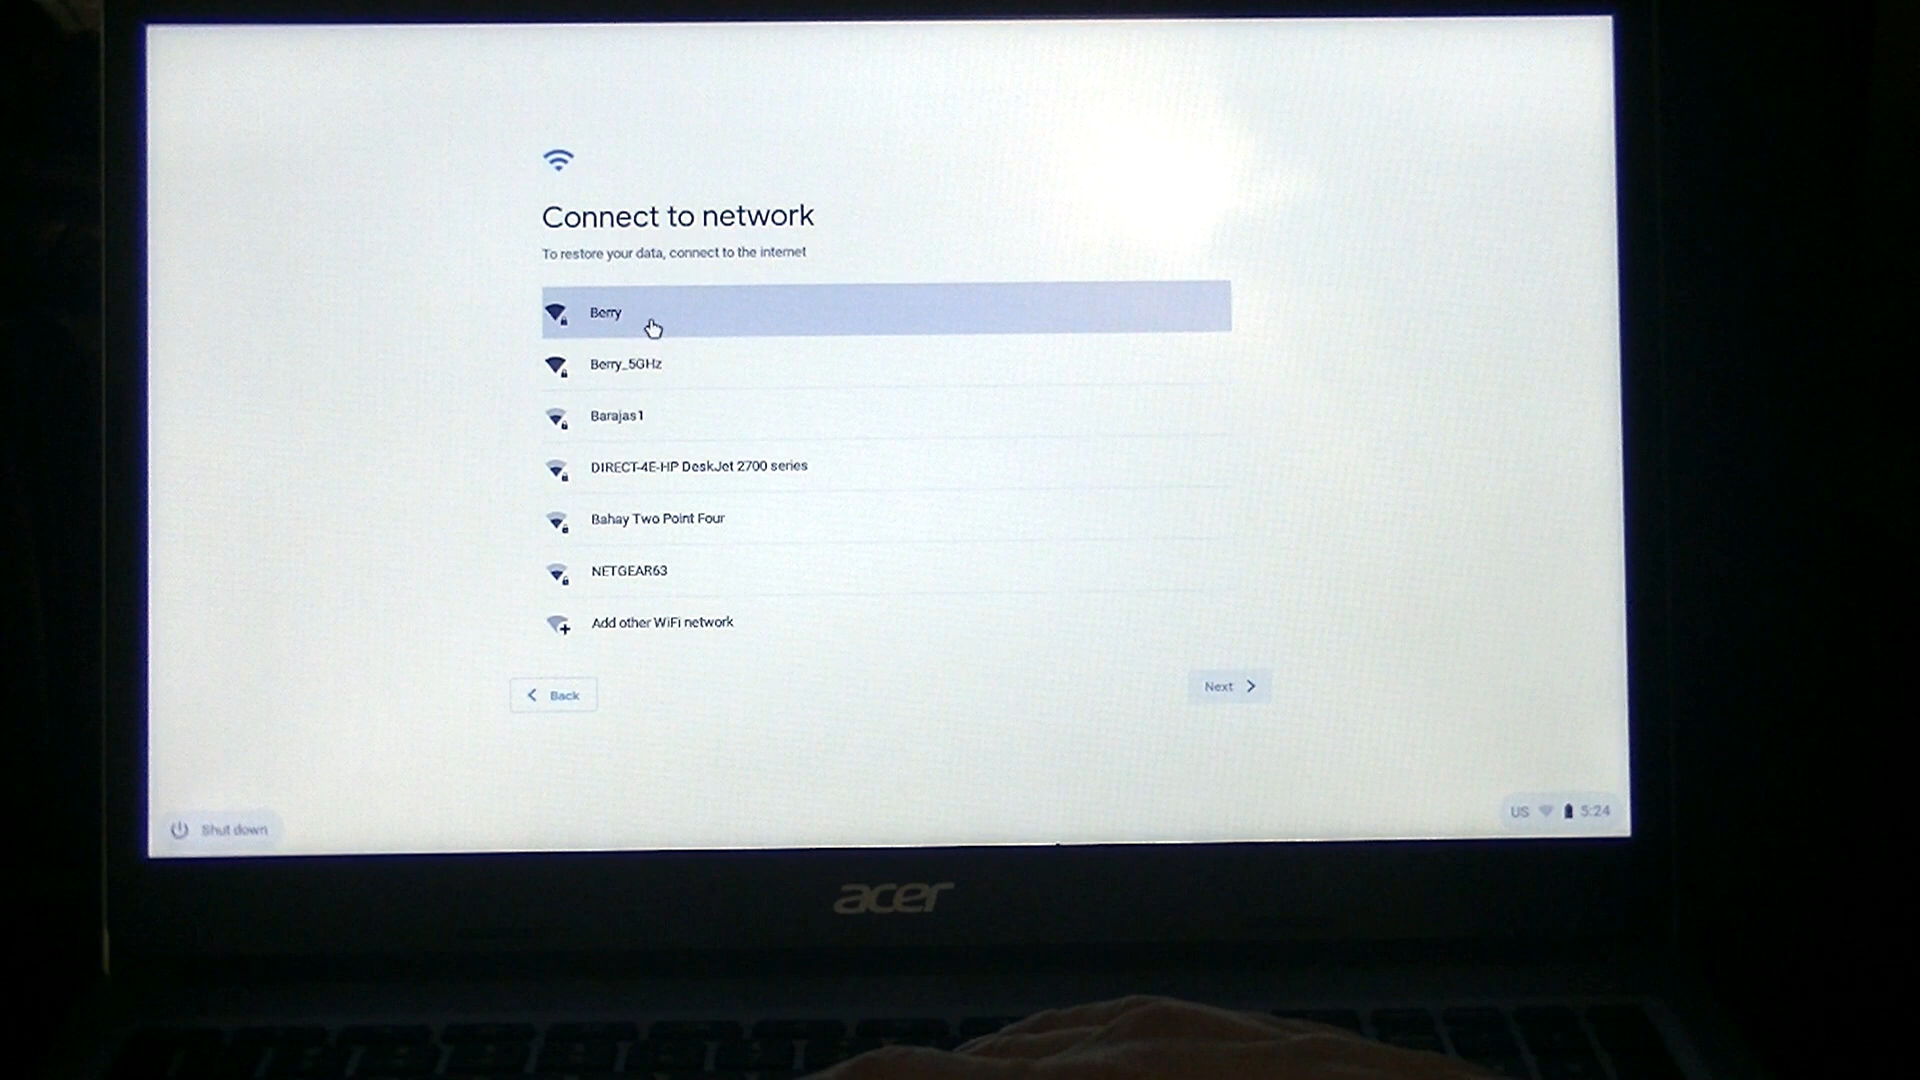 Connect to network
To restore your data, connect to the internet
Berry
Berry_5GHz
Barajas1
DIRECT-4E-HP DeskJet 2700 series
Bahay Two Point Four
NETGEAR63
Add other WiFi network
Back
Next
Shut down
US 5:24
acer